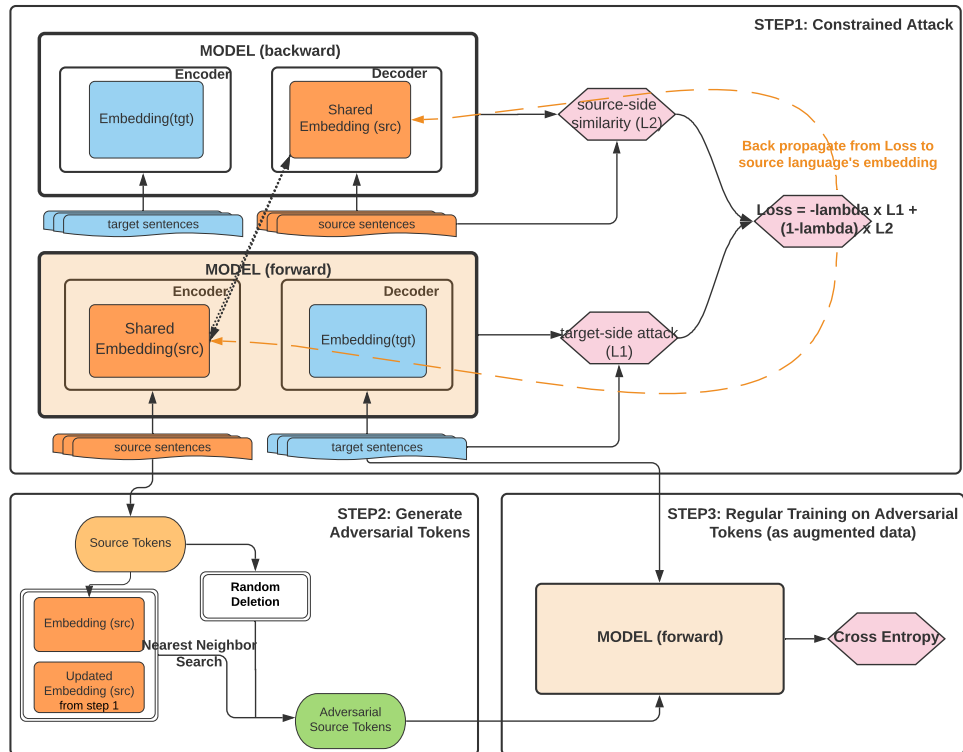 STEP1: Constrained Attack
MODEL (backward)
Encoder
Decoder
Embedding(tgt)
Shared
Embedding (src)
source-side
similarity (L2)
Back propagate from Loss to
source language's embedding
target sentences
source sentences
Loss = -lambda x L1 +
(1-lambda) x L2
MODEL (forward)
Encoder
Decoder
Shared
Embedding(src)
Embedding(tgt)
target-side attack
(L1)
source sentences
target sentences
STEP2: Generate
Adversarial Tokens
Source Tokens
Random
Deletion
Embedding (src)
Nearest Neighbor
Search
Updated
Embedding (src)
from step 1
Adversarial
Source Tokens
STEP3: Regular Training on Adversarial
Tokens (as augmented data)
MODEL (forward)
Cross Entropy